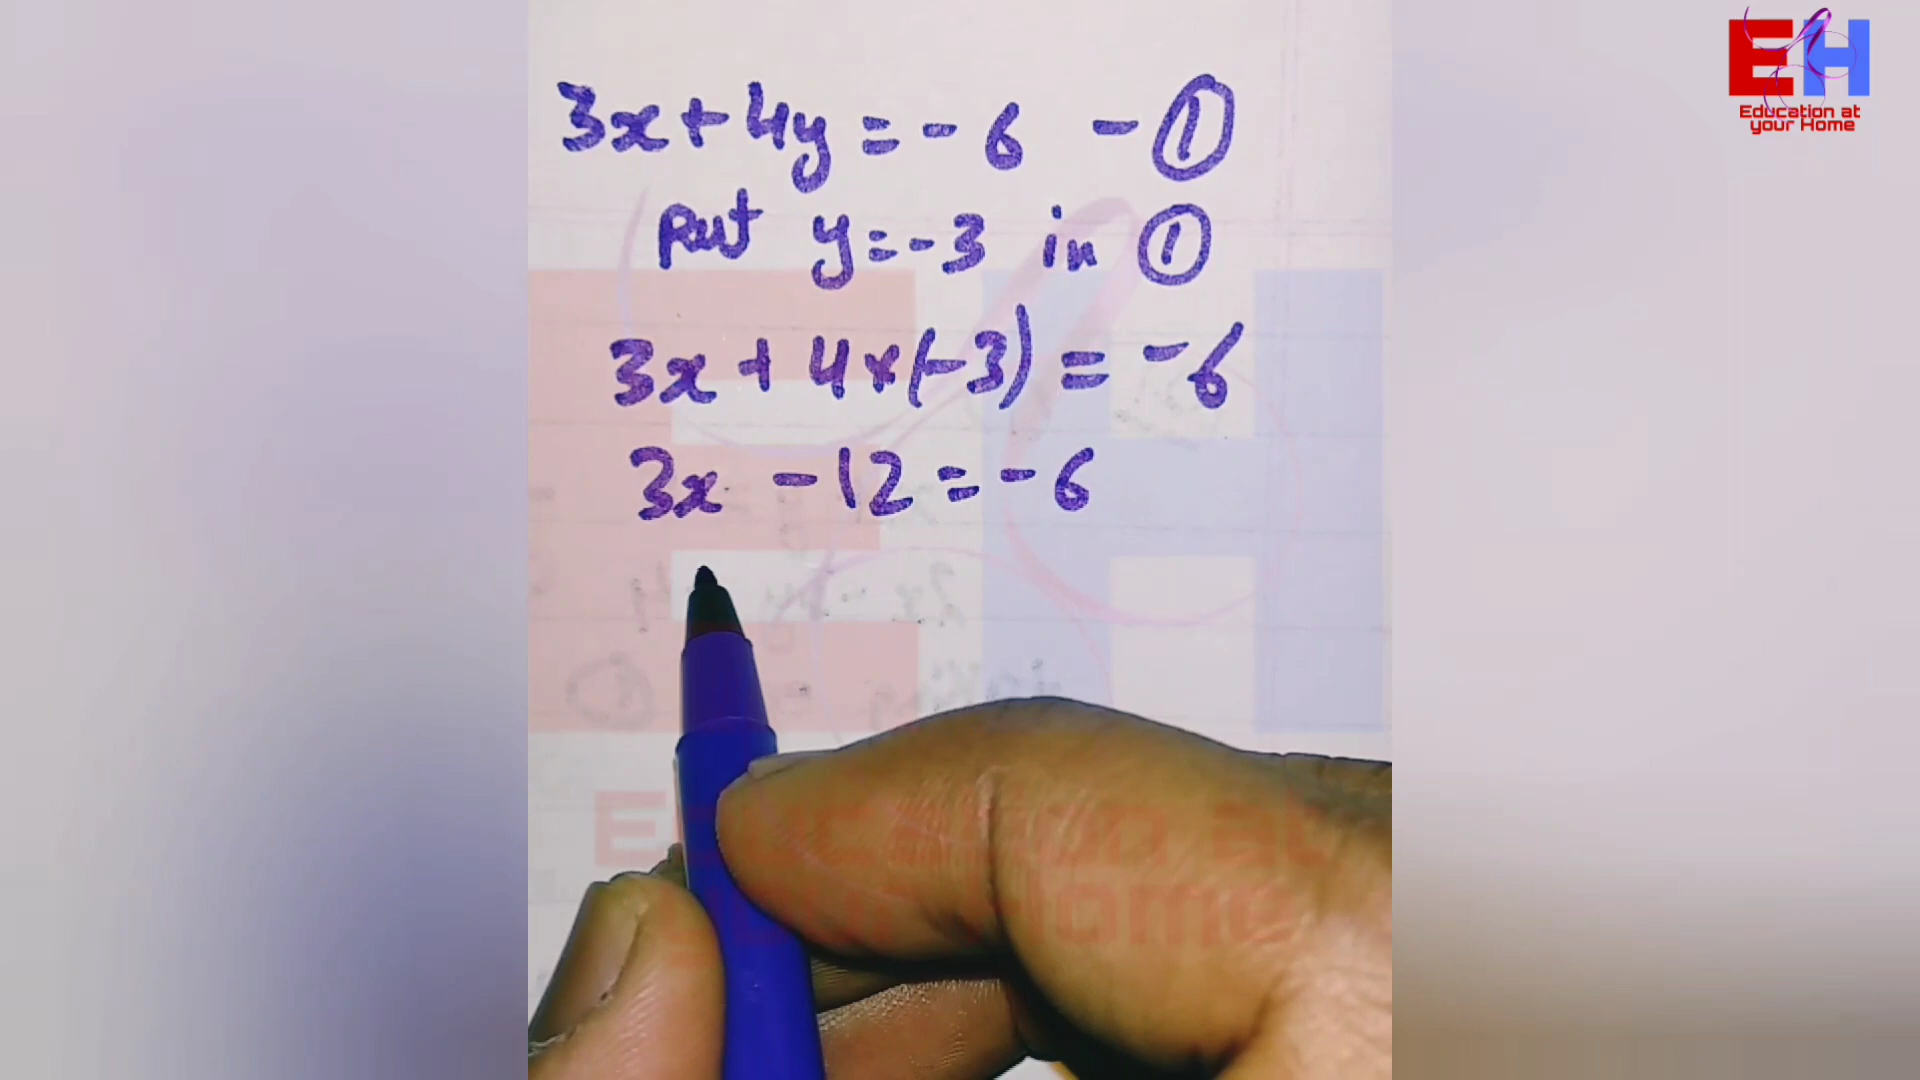 3x+4y=-6 -①
Put y=-3 in ①
3x + 4x(-3) = -6
3x -12=-6
EH
Education at
your Home